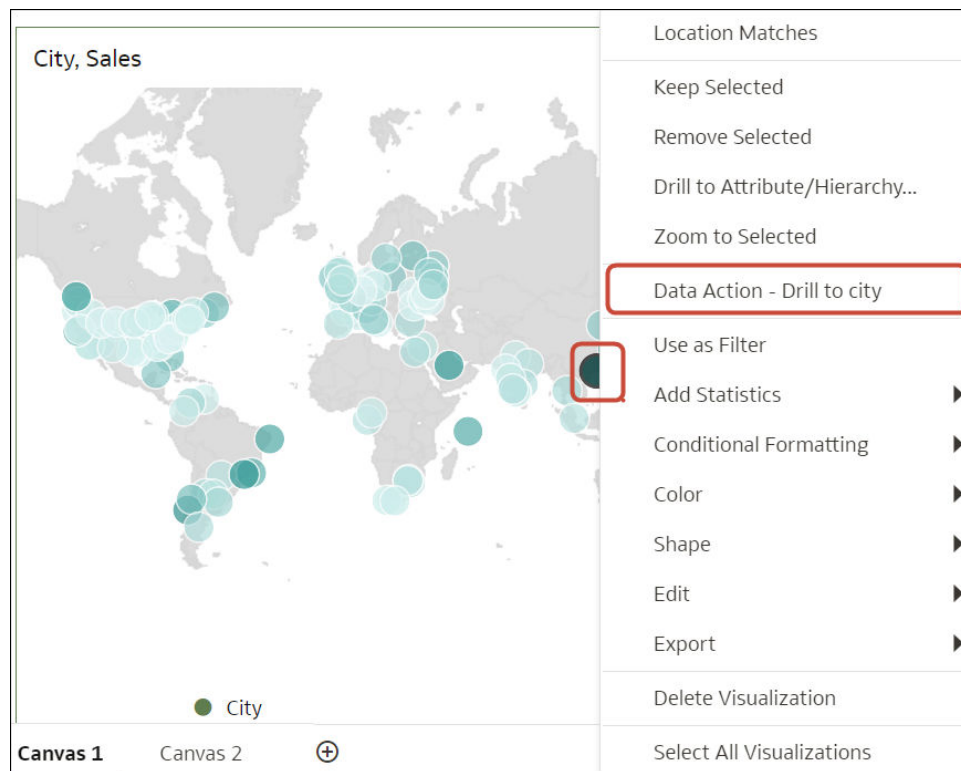 City, Sales
City
Canvas 1
Canvas 2
Location Matches
Keep Selected
Remove Selected
Drill to Attribute/Hierarchy...
Zoom to Selected
Data Action - Drill to city
Use as Filter
Add Statistics
Conditional Formatting
Color
Shape
Edit
Export
Delete Visualization
Select All Visualizations